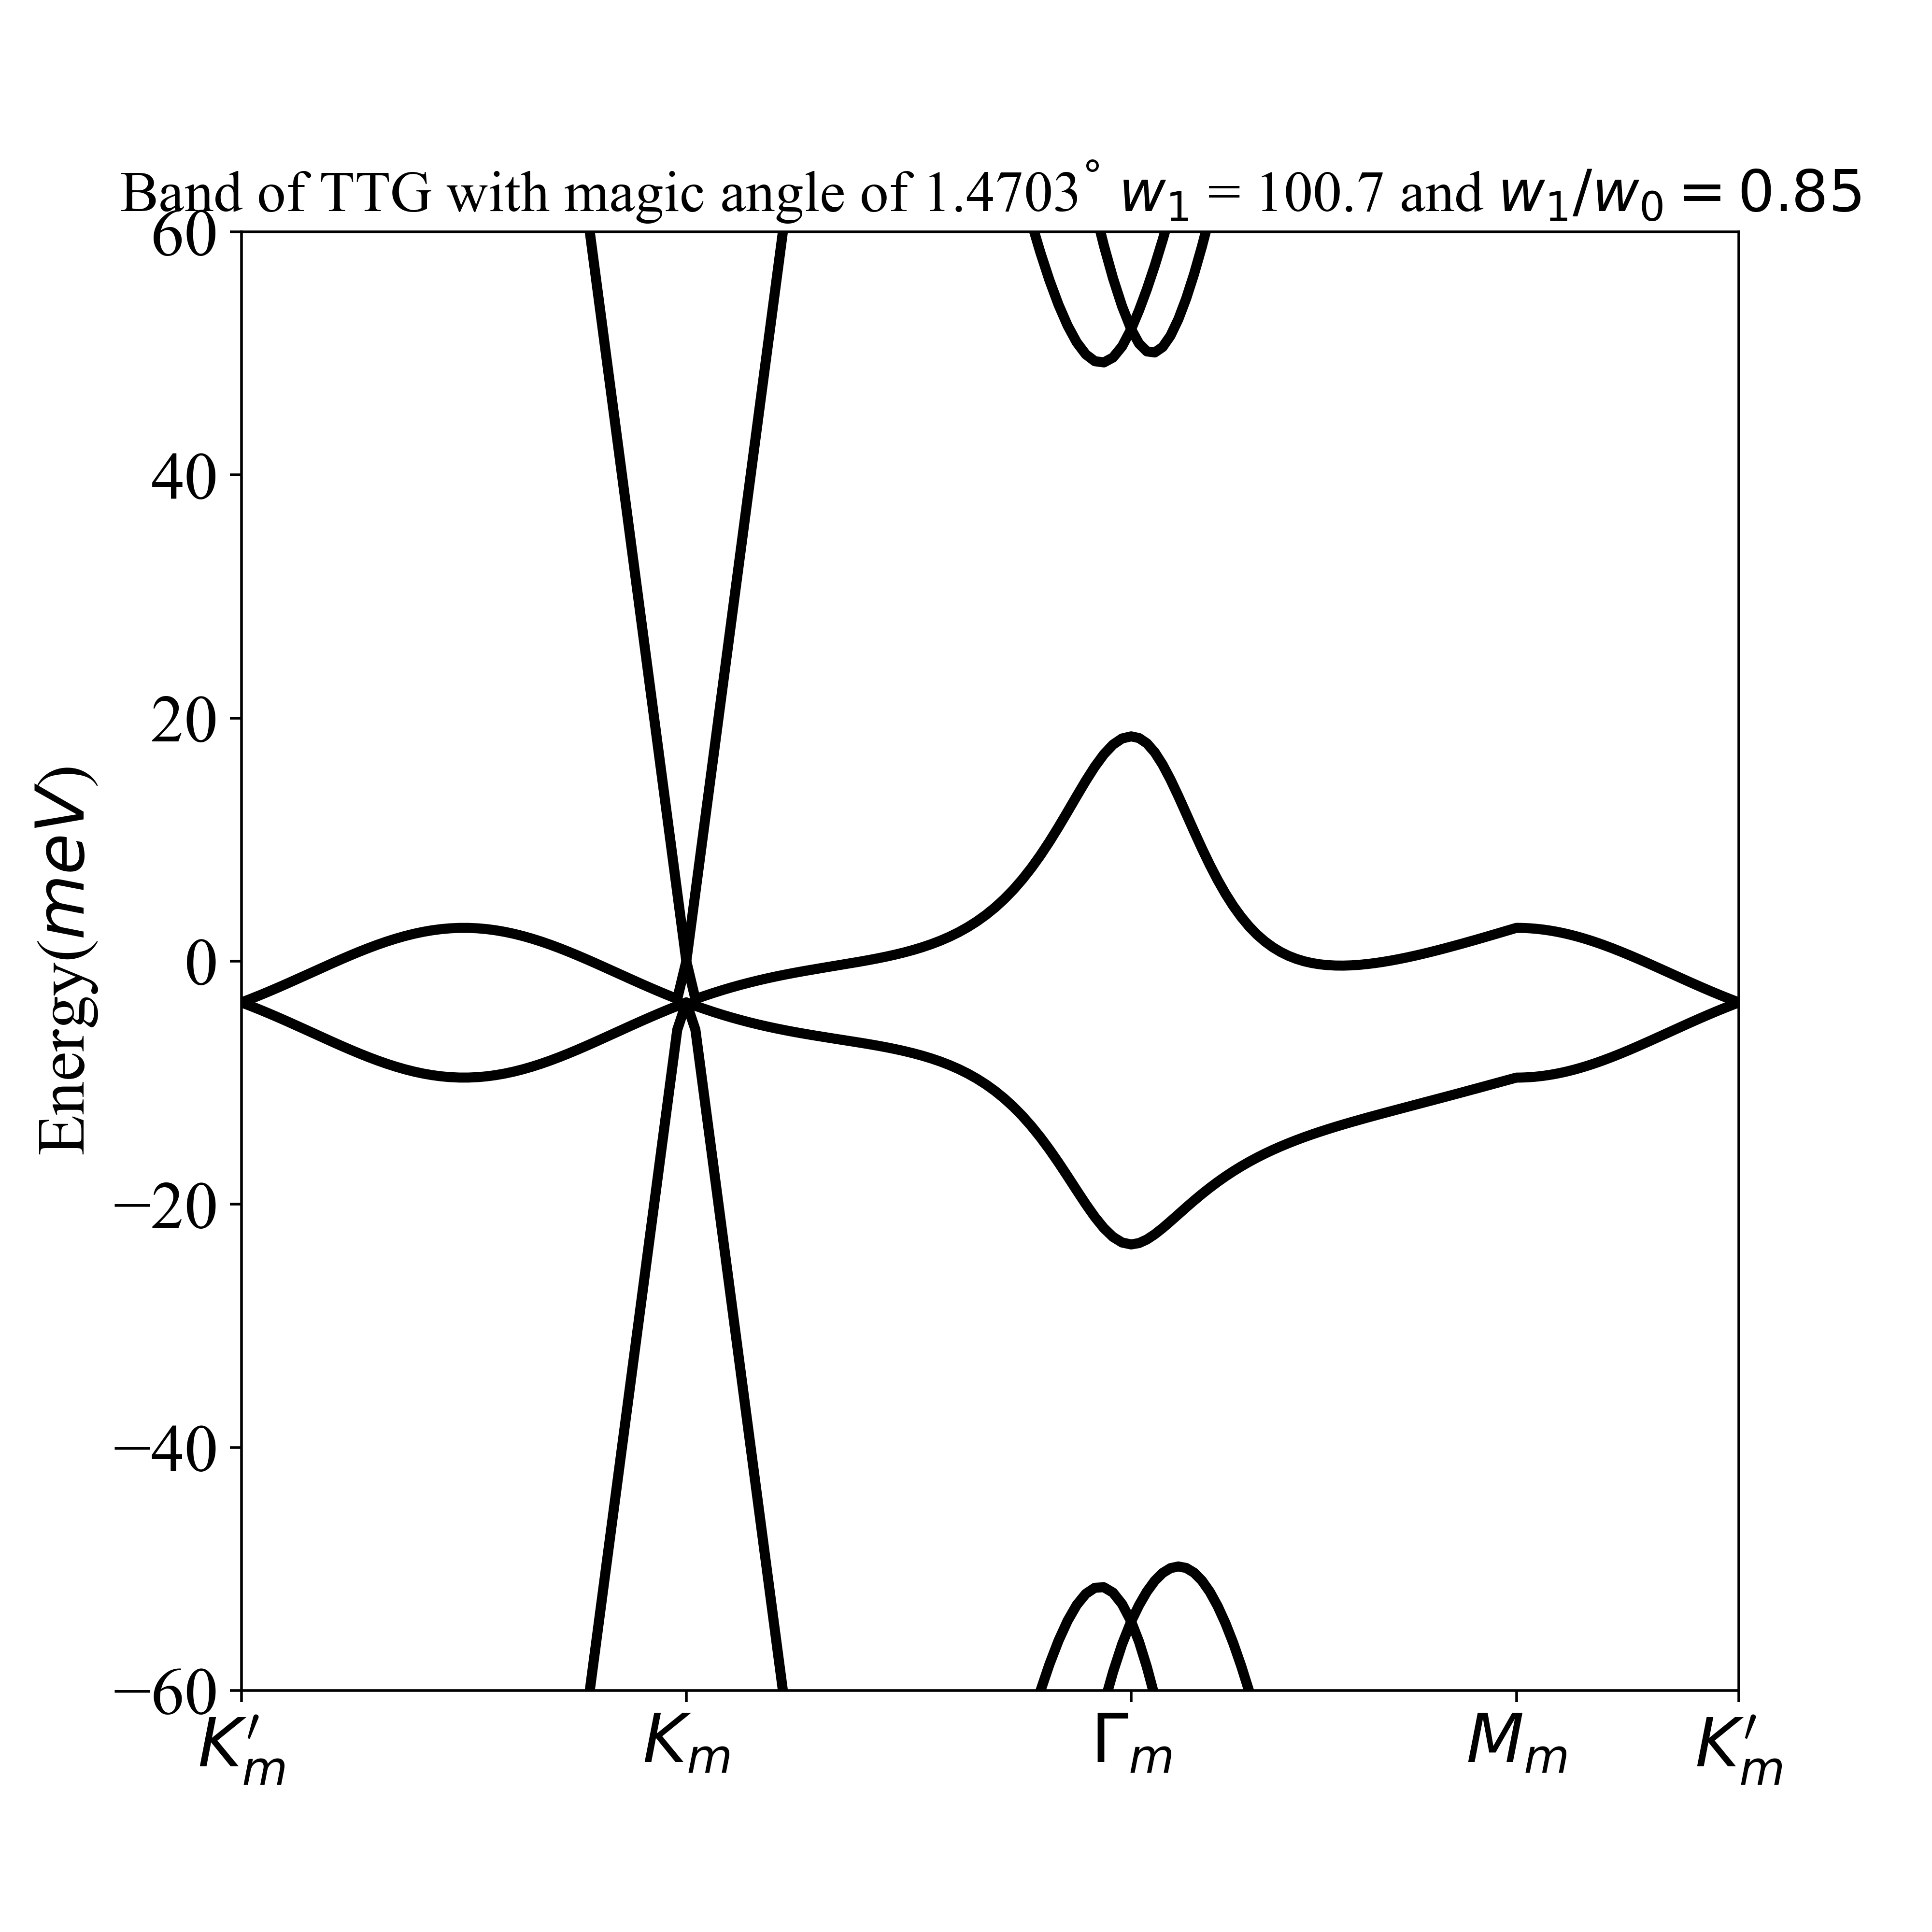 Band of TTG with magic angle of 1.4703° w₁ = 100.7 and w₁/w₀ = 0.85
60
40
20
0
−20
−40
−60
Energy(meV)
K′ₘ
Kₘ
Γₘ
Mₘ
K′ₘ